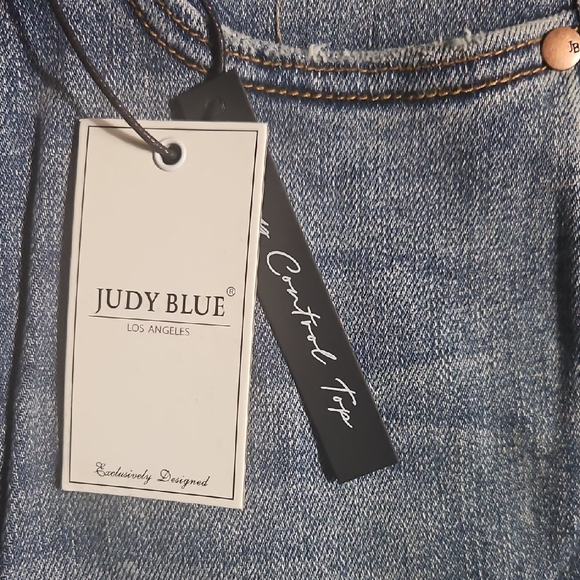 JB
JUDY BLUE®
LOS ANGELES
Exclusively Designed
Control Top